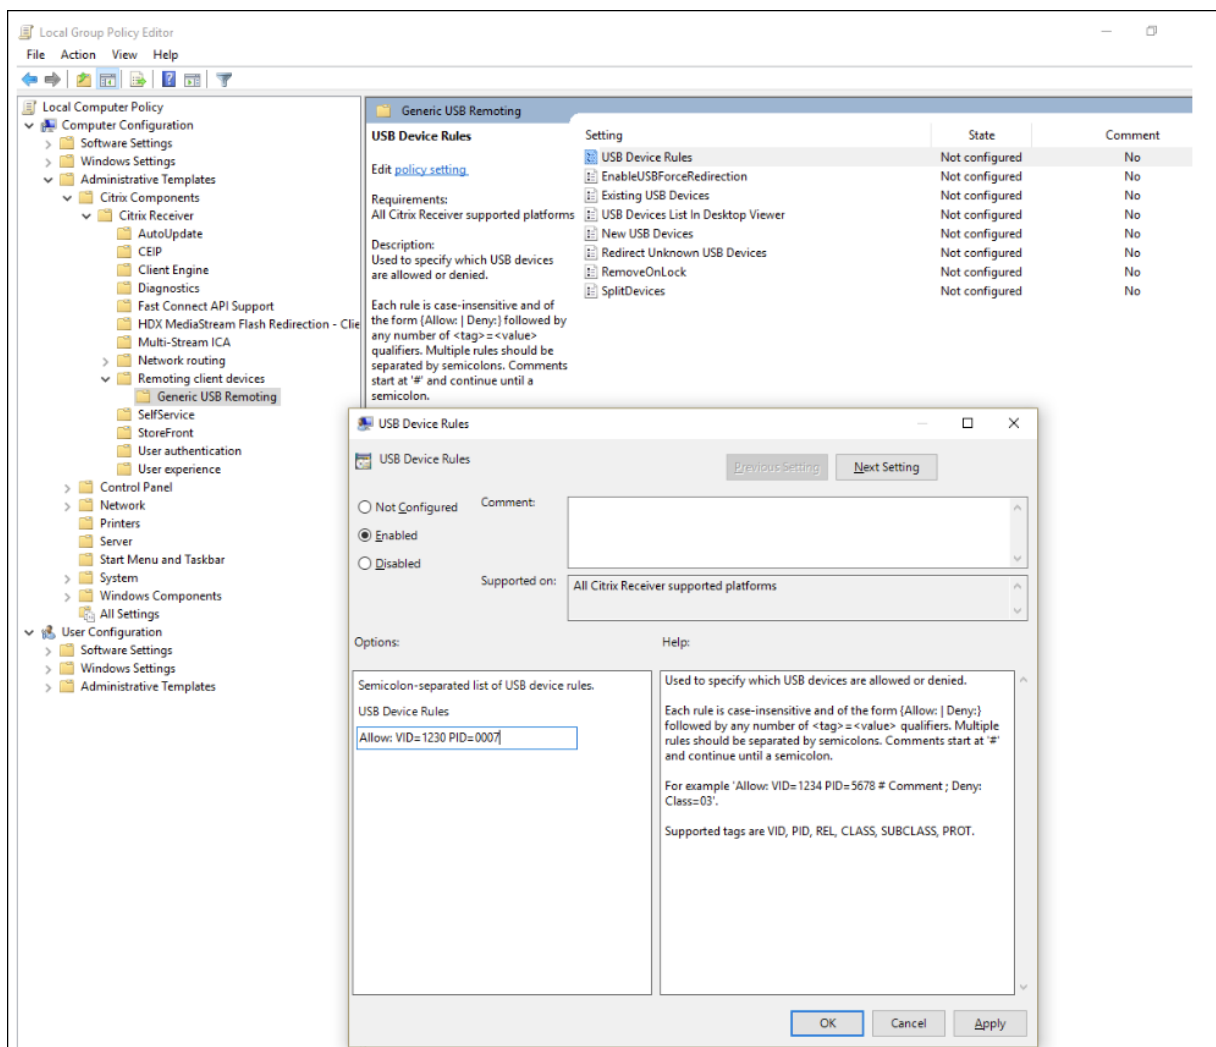 Local Group Policy Editor
File Action View Help
Local Computer Policy
Computer Configuration
Software Settings
Windows Settings
Administrative Templates
Citrix Components
Citrix Receiver
AutoUpdate
CEIP
Client Engine
Diagnostics
Fast Connect API Support
HDX MediaStream Flash Redirection - Clie
Multi-Stream ICA
Network routing
Remoting client devices
Generic USB Remoting
SelfService
StoreFront
User authentication
User experience
Control Panel
Network
Printers
Server
Start Menu and Taskbar
System
Windows Components
All Settings
User Configuration
Software Settings
Windows Settings
Administrative Templates
Generic USB Remoting
USB Device Rules
Edit policy setting
Requirements:
All Citrix Receiver supported platforms
Description:
Used to specify which USB devices
are allowed or denied.
Each rule is case-insensitive and of
the form {Allow: | Deny:} followed by
any number of <tag>=<value>
qualifiers. Multiple rules should be
separated by semicolons. Comments
start at '#' and continue until a
semicolon.
Setting State Comment
USB Device Rules Not configured No
EnableUSBForceRedirection Not configured No
Existing USB Devices Not configured No
USB Devices List In Desktop Viewer Not configured No
New USB Devices Not configured No
Redirect Unknown USB Devices Not configured No
RemoveOnLock Not configured No
SplitDevices Not configured No
USB Device Rules
USB Device Rules
Previous Setting Next Setting
Not Configured Comment:
Enabled
Disabled
Supported on: All Citrix Receiver supported platforms
Options: Help:
Semicolon-separated list of USB device rules.
USB Device Rules
Allow: VID=1230 PID=0007
Used to specify which USB devices are allowed or denied.
Each rule is case-insensitive and of the form {Allow: | Deny:}
followed by any number of <tag>=<value> qualifiers. Multiple
rules should be separated by semicolons. Comments start at '#'
and continue until a semicolon.
For example 'Allow: VID=1234 PID=5678 # Comment ; Deny:
Class=03'.
Supported tags are VID, PID, REL, CLASS, SUBCLASS, PROT.
OK Cancel Apply